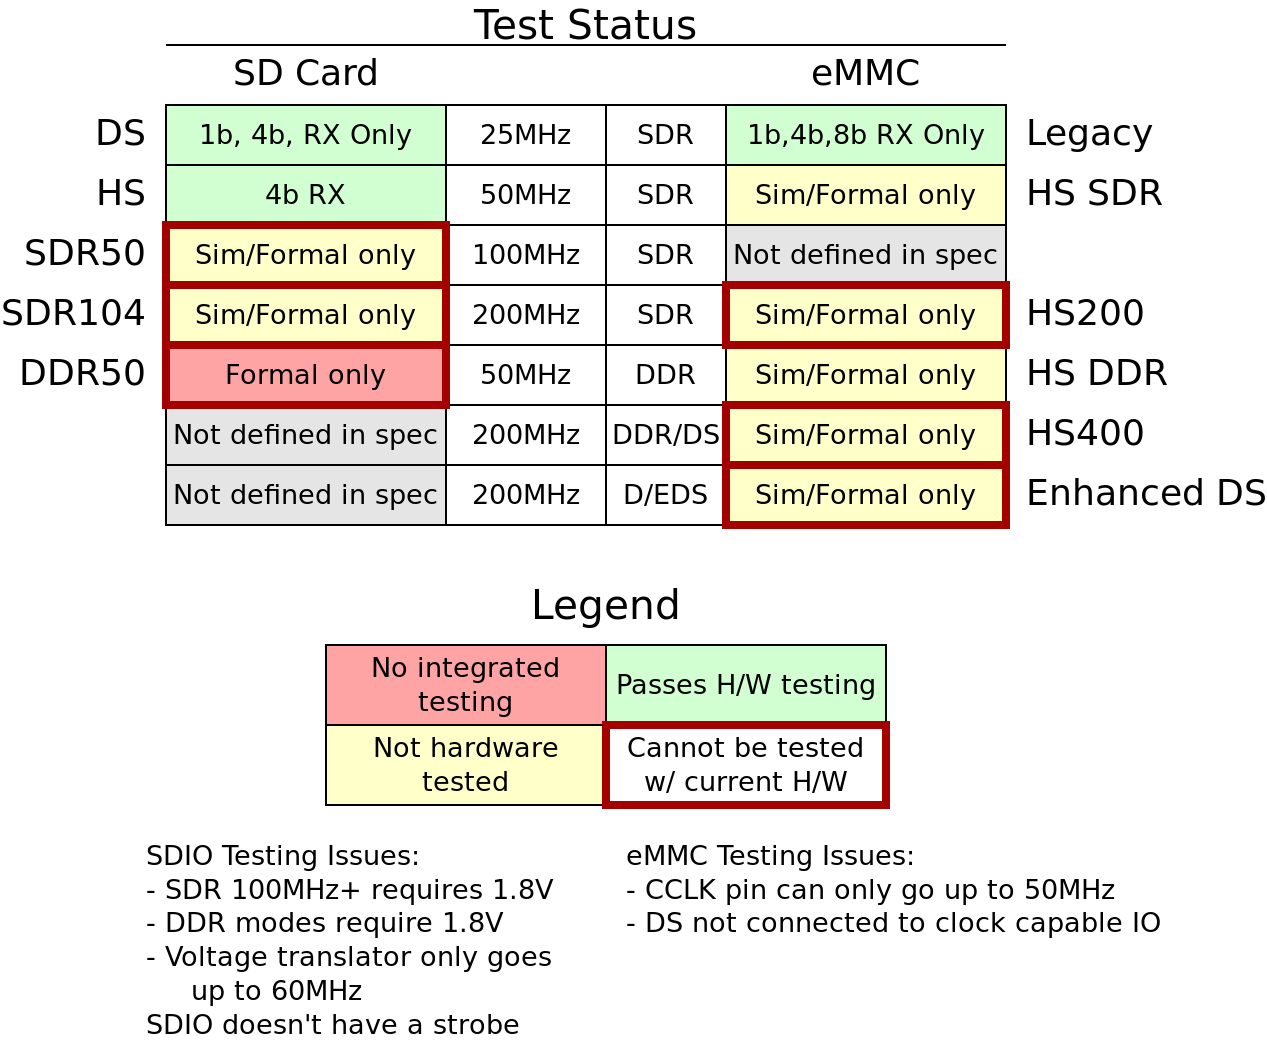 Test Status
SD Card eMMC
DS 1b, 4b, RX Only 25MHz SDR 1b,4b,8b RX Only Legacy
HS 4b RX 50MHz SDR Sim/Formal only HS SDR
SDR50 Sim/Formal only 100MHz SDR Not defined in spec
SDR104 Sim/Formal only 200MHz SDR Sim/Formal only HS200
DDR50 Formal only 50MHz DDR Sim/Formal only HS DDR
Not defined in spec 200MHz DDR/DS Sim/Formal only HS400
Not defined in spec 200MHz D/EDS Sim/Formal only Enhanced DS
Legend
No integrated
testing
Passes H/W testing
Not hardware
tested
Cannot be tested
w/ current H/W
SDIO Testing Issues:
- SDR 100MHz+ requires 1.8V
- DDR modes require 1.8V
- Voltage translator only goes
up to 60MHz
SDIO doesn't have a strobe
eMMC Testing Issues:
- CCLK pin can only go up to 50MHz
- DS not connected to clock capable IO